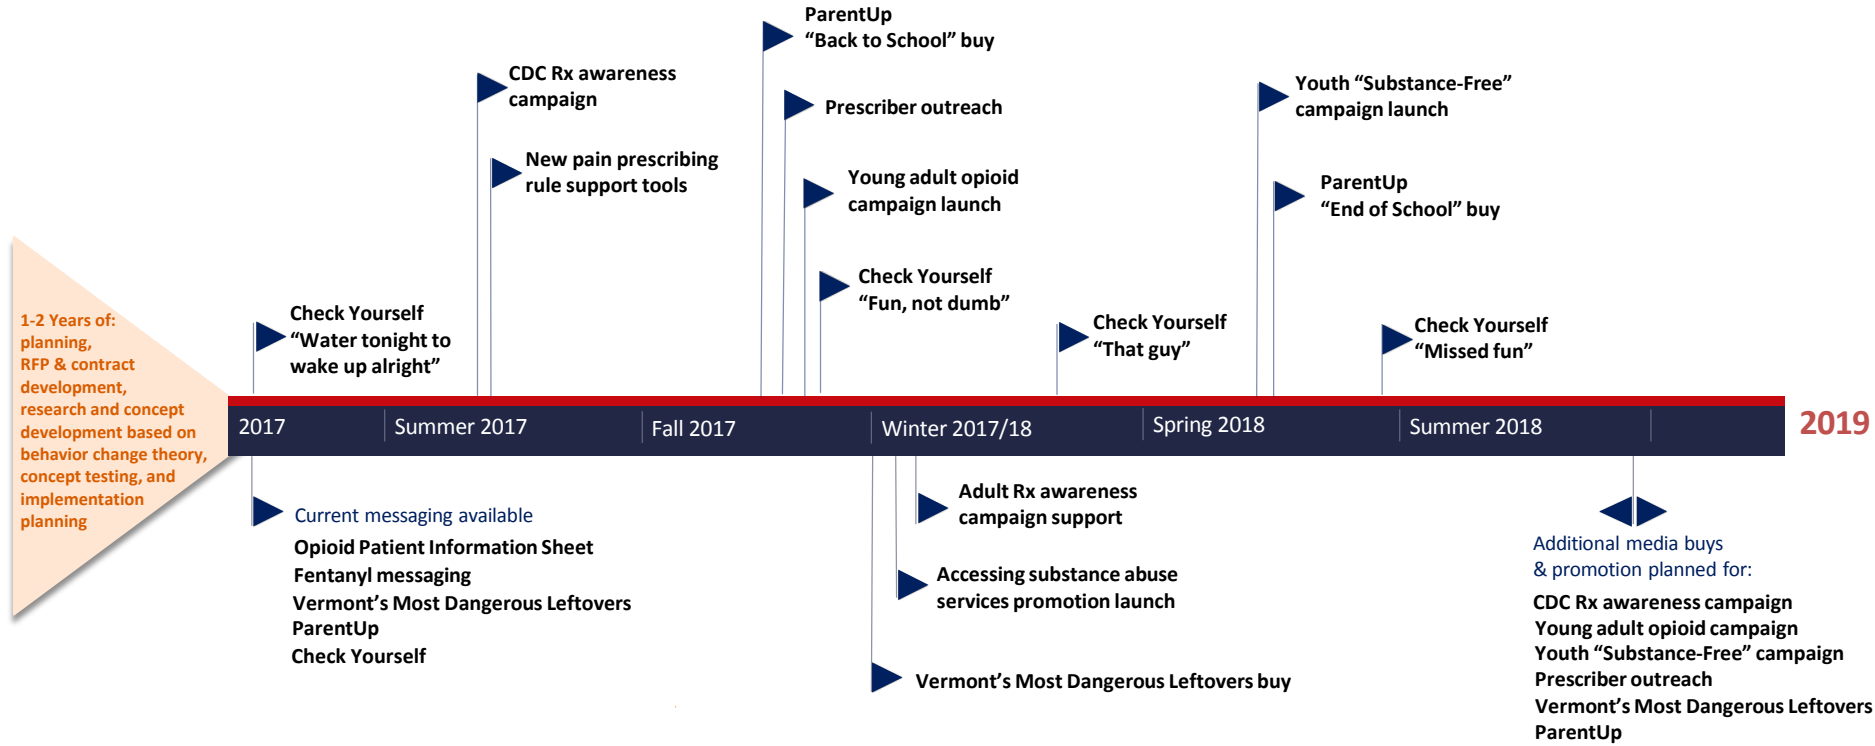 ParentUp
“Back to School” buy
CDC Rx awareness
campaign
Prescriber outreach
Youth “Substance-Free”
campaign launch
New pain prescribing
rule support tools
Young adult opioid
campaign launch
ParentUp
“End of School” buy
Check Yourself
“Fun, not dumb”
Check Yourself
“Water tonight to
wake up alright”
Check Yourself
“That guy”
Check Yourself
“Missed fun”
1-2 Years of:
planning,
RFP & contract
development,
research and concept
development based on
behavior change theory,
concept testing, and
implementation
planning
2017
Summer 2017
Fall 2017
Winter 2017/18
Spring 2018
Summer 2018
2019
Current messaging available
Opioid Patient Information Sheet
Fentanyl messaging
Vermont’s Most Dangerous Leftovers
ParentUp
Check Yourself
Adult Rx awareness
campaign support
Accessing substance abuse
services promotion launch
Vermont’s Most Dangerous Leftovers buy
Additional media buys
& promotion planned for:
CDC Rx awareness campaign
Young adult opioid campaign
Youth “Substance-Free” campaign
Prescriber outreach
Vermont’s Most Dangerous Leftovers
ParentUp